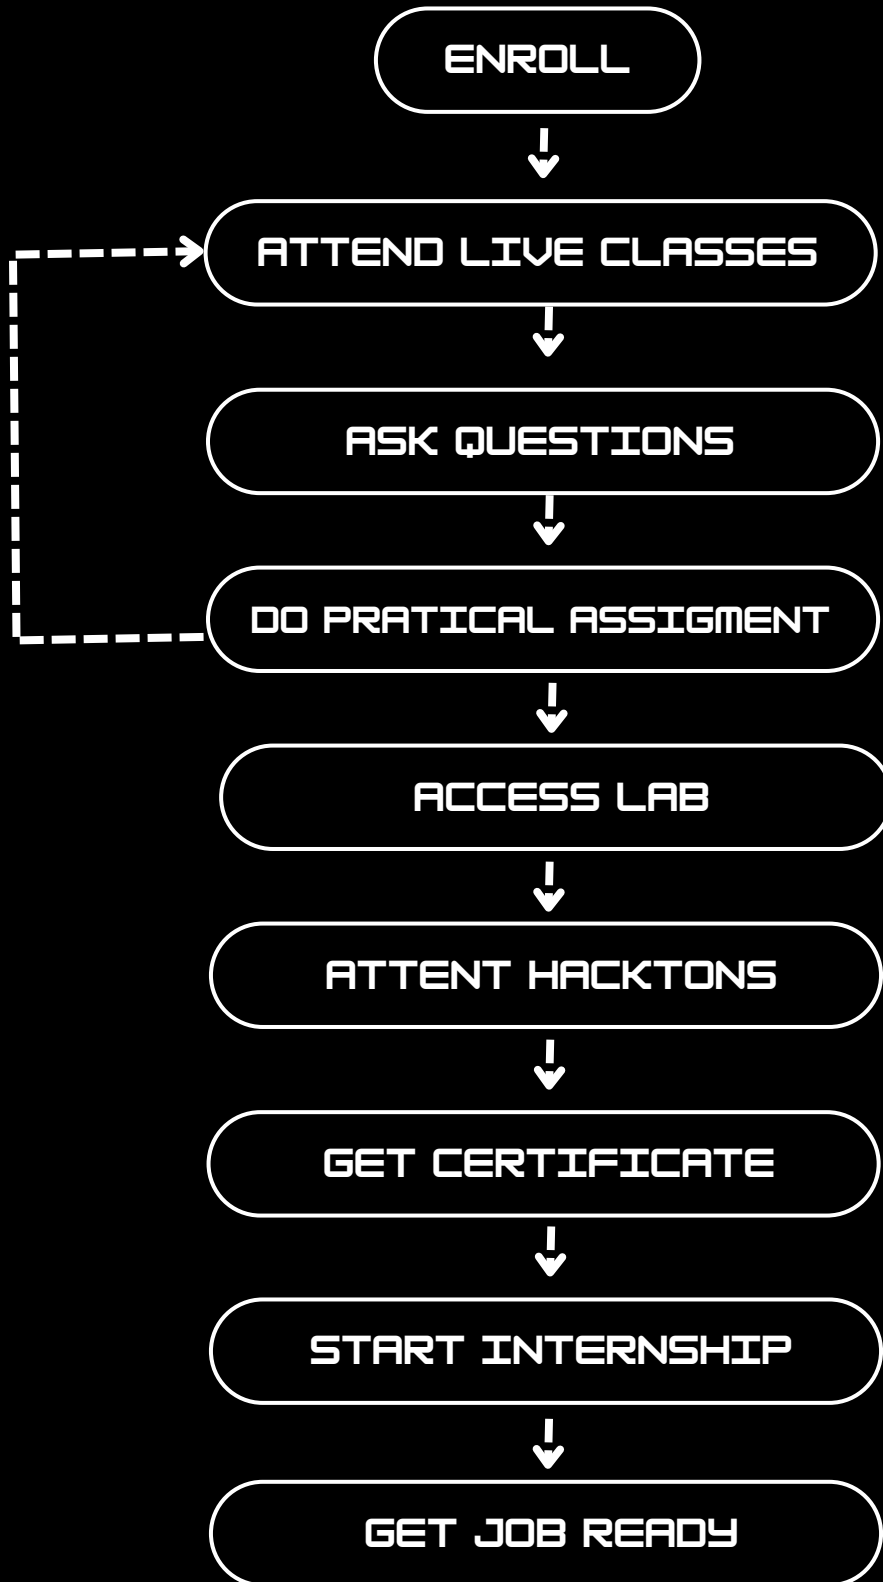 ENROLL
ATTEND LIVE CLASSES
ASK QUESTIONS
DO PRATICAL ASSIGMENT
ACCESS LAB
ATTENT HACKTONS
GET CERTIFICATE
START INTERNSHIP
GET JOB READY